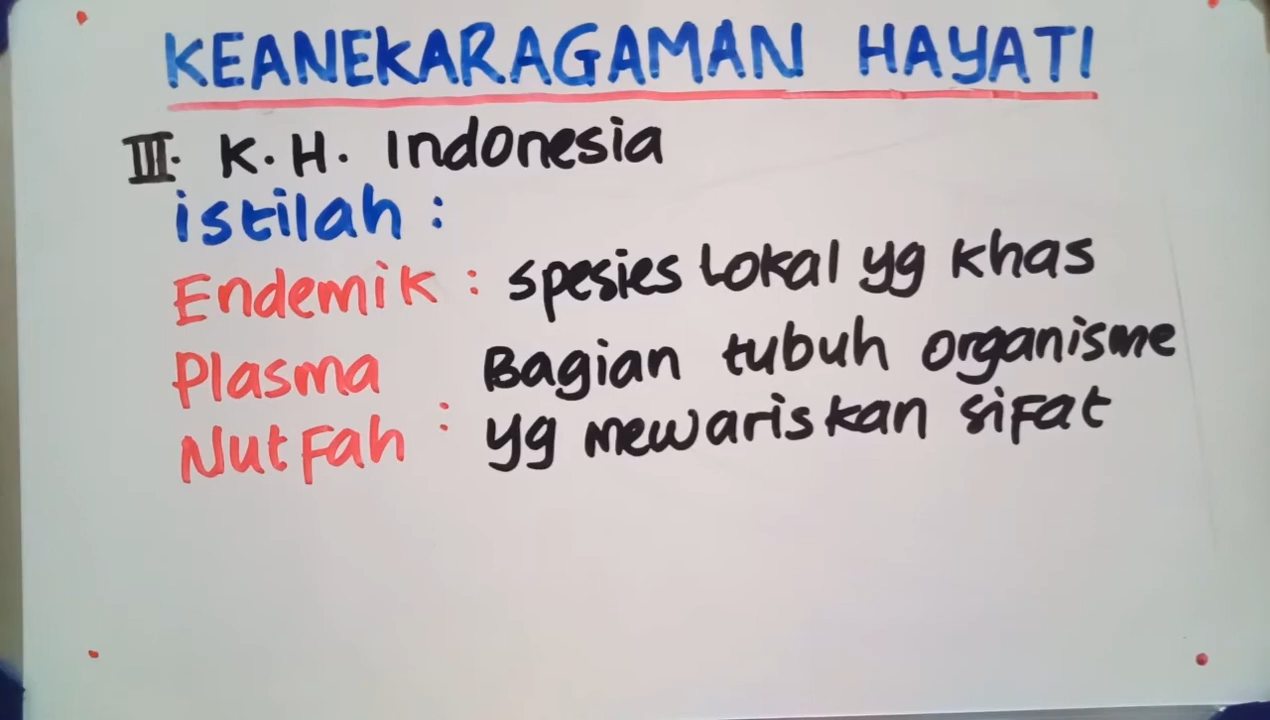 KEANEKARAGAMAN HAYATI
III. K.H. Indonesia
istilah :
Endemik : spesies lokal yg khas
Plasma Bagian tubuh organisme
Nutfah : yg mewariskan sifat